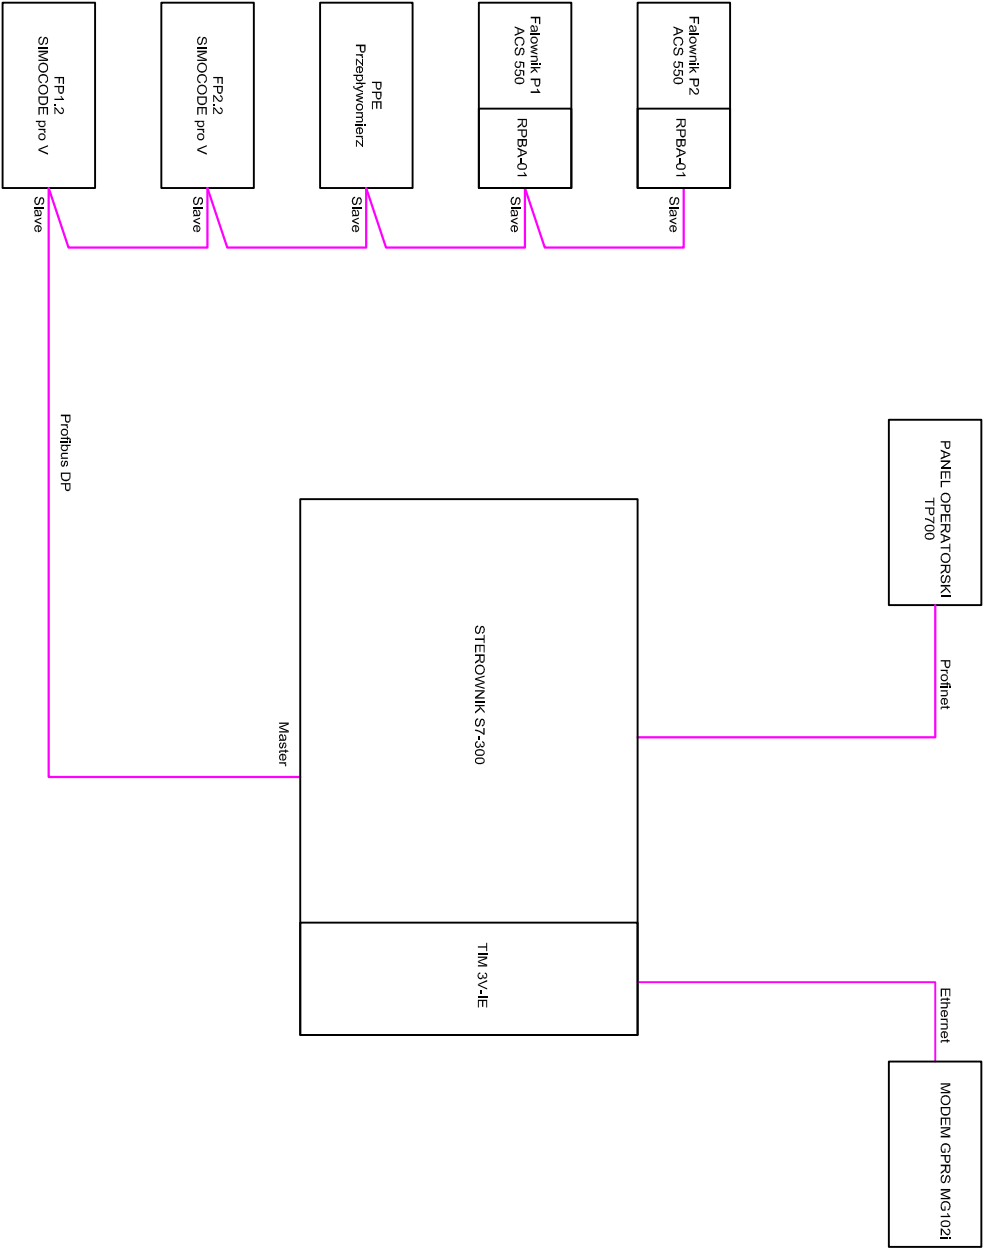 PANEL OPERATORSKI
TP700
MODEM GPRS MG102i
Profinet
Ethernet
Falownik P2
ACS 550
RPBA-01
Slave
Falownik P1
ACS 550
RPBA-01
Slave
STEROWNIK S7-300
TIM 3V-IE
PPE
Przepływomierz
Slave
Master
FP2.2
SIMOCODE pro V
Slave
Profibus DP
FP1.2
SIMOCODE pro V
Slave